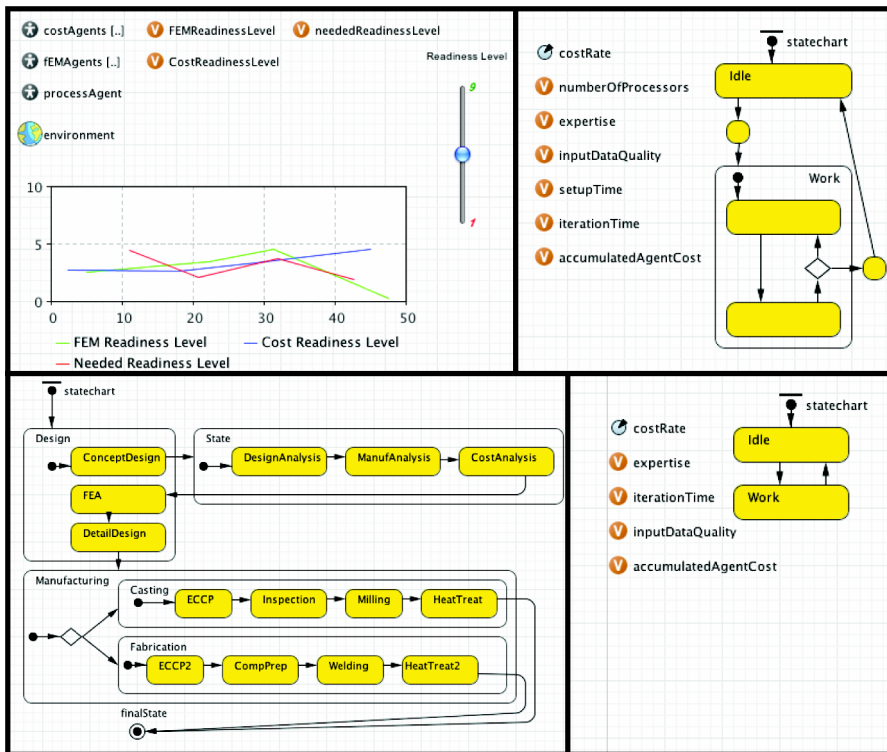 costAgents [..]
FEMReadinessLevel
neededReadinessLevel
fEMAgents [..]
CostReadinessLevel
Readiness Level
processAgent
9
environment
1
10
5
0
0 10 20 30 40 50
FEM Readiness Level
Cost Readiness Level
Needed Readiness Level
costRate
statechart
Idle
numberOfProcessors
expertise
inputDataQuality
Work
setupTime
iterationTime
accumulatedAgentCost
statechart
Design
State
ConceptDesign
DesignAnalysis
ManufAnalysis
CostAnalysis
FEA
DetailDesign
Manufacturing
Casting
ECCP
Inspection
Milling
HeatTreat
Fabrication
ECCP2
CompPrep
Welding
HeatTreat2
finalState
statechart
costRate
Idle
expertise
iterationTime
Work
inputDataQuality
accumulatedAgentCost